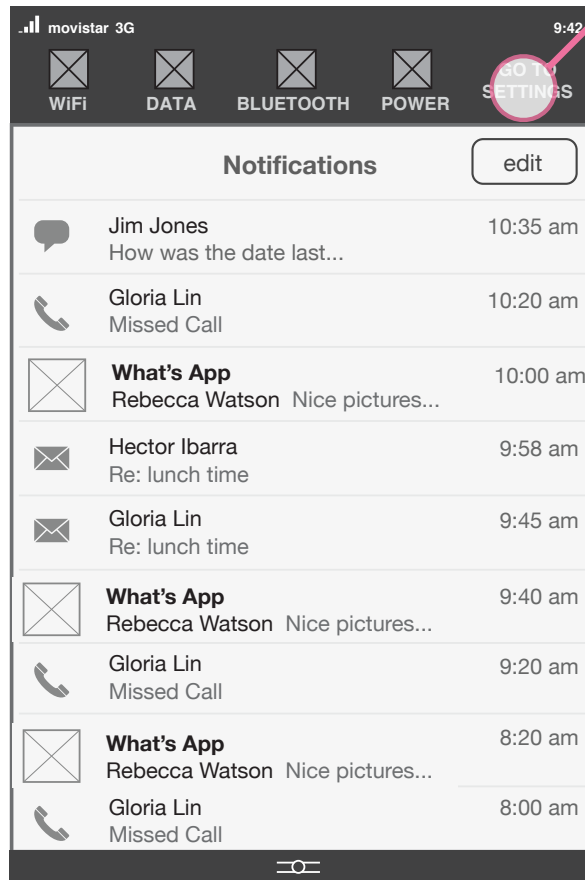 movistar 3G 9:42
WiFi DATA BLUETOOTH POWER GO TO SETTINGS
Notifications edit
Jim Jones 10:35 am
How was the date last...
Gloria Lin 10:20 am
Missed Call
What’s App 10:00 am
Rebecca Watson Nice pictures...
Hector Ibarra 9:58 am
Re: lunch time
Gloria Lin 9:45 am
Re: lunch time
What’s App 9:40 am
Rebecca Watson Nice pictures...
Gloria Lin 9:20 am
Missed Call
What’s App 8:20 am
Rebecca Watson Nice pictures...
Gloria Lin 8:00 am
Missed Call